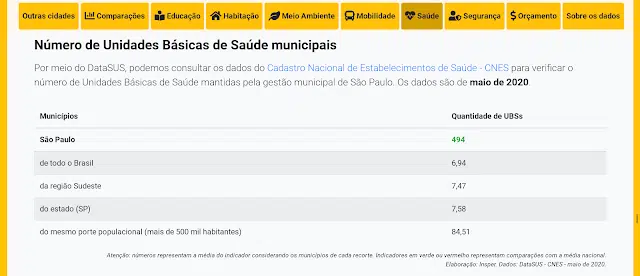 Outras cidades Comparações Educação Habitação Meio Ambiente Mobilidade Saúde Segurança Orçamento Sobre os dados
Número de Unidades Básicas de Saúde municipais
Por meio do DataSUS, podemos consultar os dados do Cadastro Nacional de Estabelecimentos de Saúde - CNES para verificar o
número de Unidades Básicas de Saúde mantidas pela gestão municipal de São Paulo. Os dados são de maio de 2020
Municípios Quantidade de UBSs
São Paulo 494
de todo o Brasil 6,94
da região Sudeste 7,47
do estado (SP) 7,58
do mesmo porte populacional (mais de 500 mil habitantes) 84,51
Atenção: números representam a média do indicador considerando os municípios de cada recorte. Indicadores em verde ou vermelho representam comparações com a média nacional.
Elaboração: Insper. Dados: DataSUS - CNES - maio de 2020.